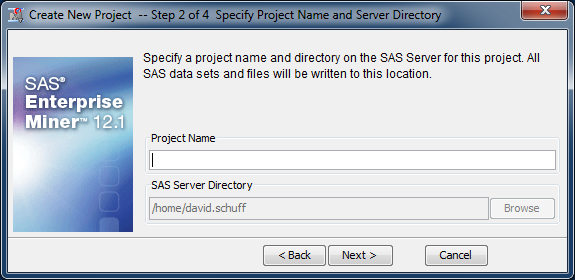 Create New Project -- Step 2 of 4 Specify Project Name and Server Directory
Specify a project name and directory on the SAS Server for this project. All
SAS data sets and files will be written to this location.
SAS®
Enterprise
Miner™ 12.1
Project Name
SAS Server Directory
/home/david.schuff
Browse
< Back
Next >
Cancel